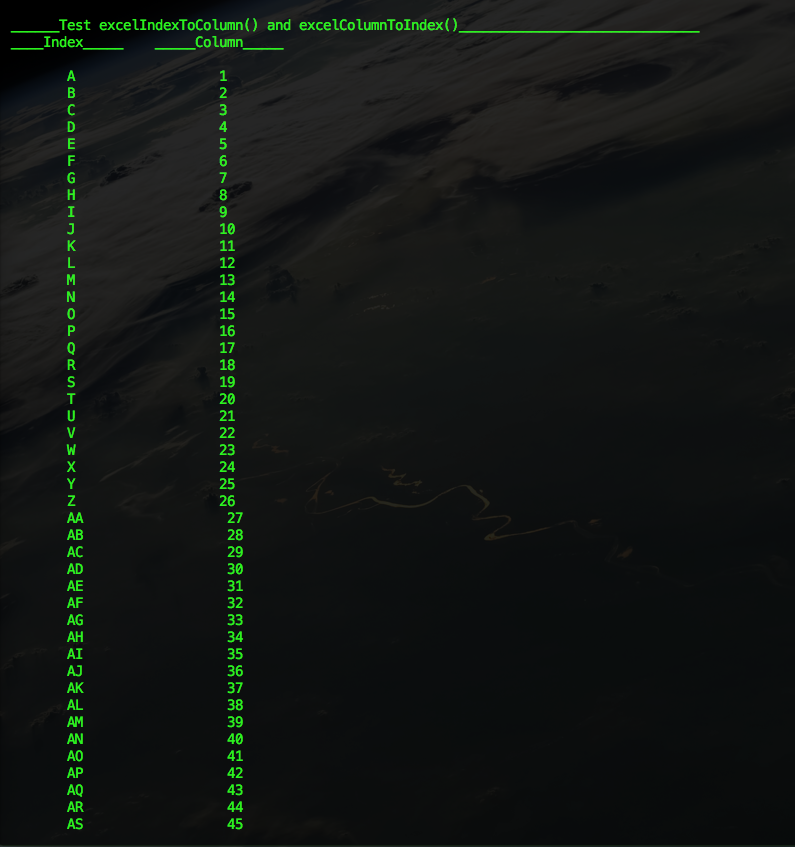 ______Test excelIndexToColumn() and excelColumnToIndex()______________________________
____Index_____    _____Column_____
A 1
B 2
C 3
D 4
E 5
F 6
G 7
H 8
I 9
J 10
K 11
L 12
M 13
N 14
O 15
P 16
Q 17
R 18
S 19
T 20
U 21
V 22
W 23
X 24
Y 25
Z 26
AA 27
AB 28
AC 29
AD 30
AE 31
AF 32
AG 33
AH 34
AI 35
AJ 36
AK 37
AL 38
AM 39
AN 40
AO 41
AP 42
AQ 43
AR 44
AS 45